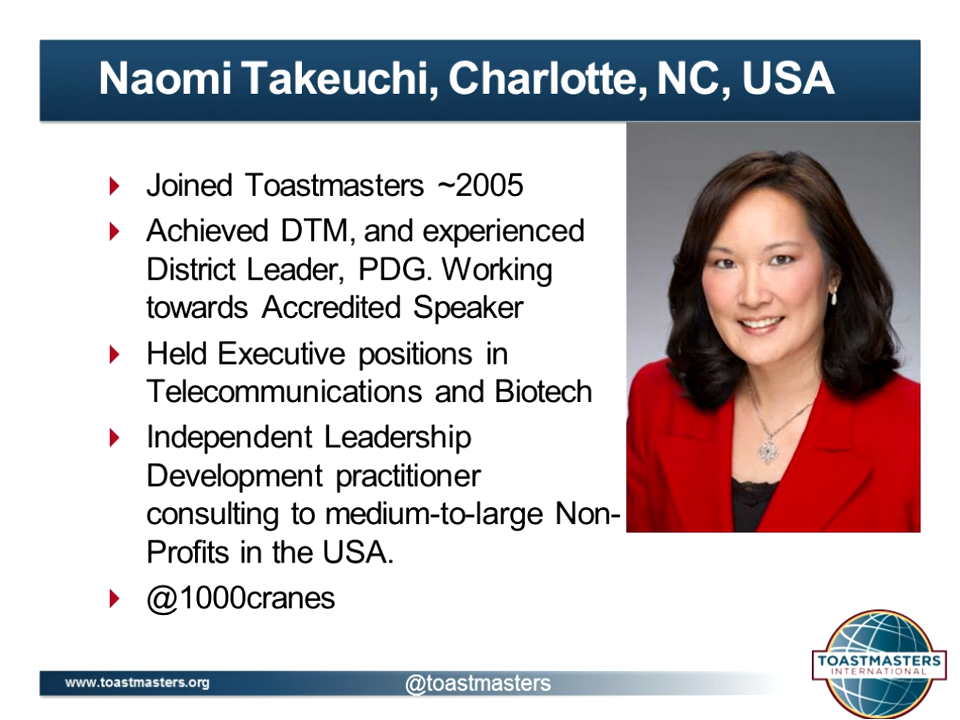 Naomi Takeuchi, Charlotte, NC, USA
Joined Toastmasters ~2005
Achieved DTM, and experienced
District Leader, PDG. Working
towards Accredited Speaker
Held Executive positions in
Telecommunications and Biotech
Independent Leadership
Development practitioner
consulting to medium-to-large Non-
Profits in the USA.
@1000cranes
www.toastmasters.org
@toastmasters
TOASTMASTERS
INTERNATIONAL